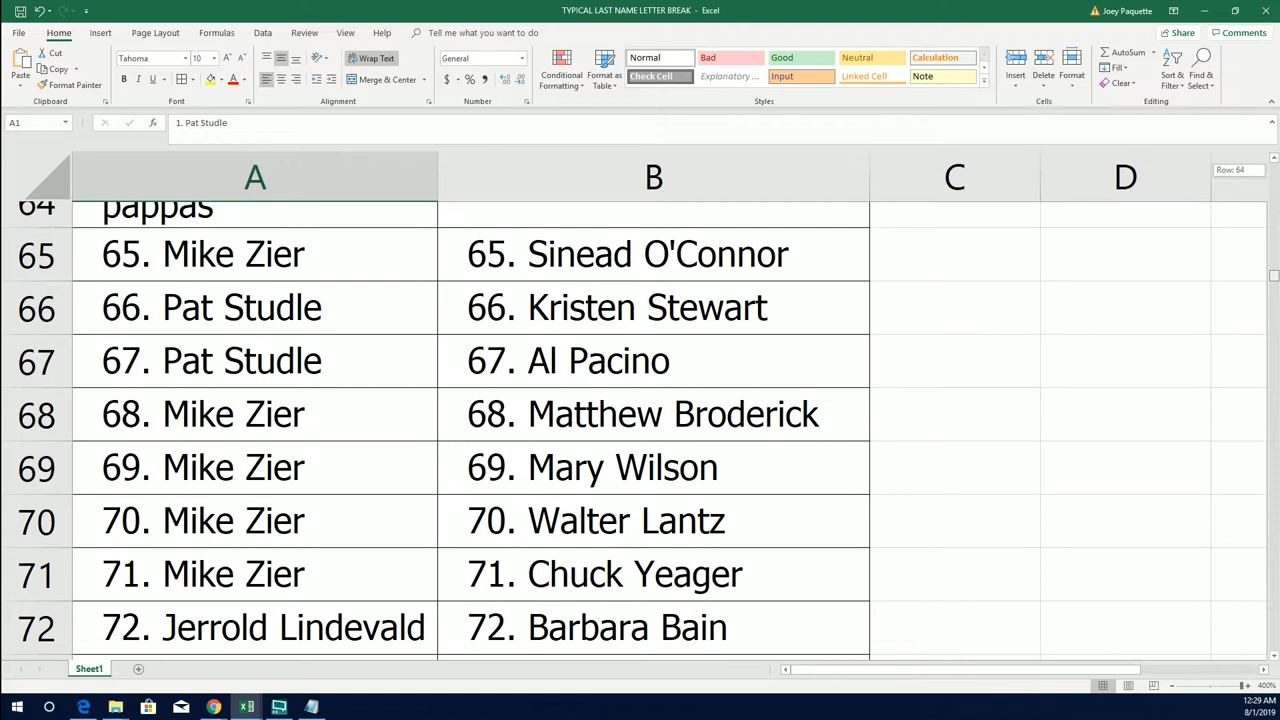 TYPICAL LAST NAME LETTER BREAK - Excel
Joey Paquette
File Home Insert Page Layout Formulas Data Review View Help Tell me what you want to do
Share Comments
Paste
Cut
Copy
Format Painter
Clipboard
Tahoma 10
B I U A
Font
Wrap Text
Merge & Center
Alignment
General
$ % ,
Number
Conditional Formatting
Format as Table
Normal Bad Good Neutral Calculation
Check Cell Explanatory ... Input Linked Cell Note
Styles
Insert Delete Format
Cells
AutoSum
Fill
Clear
Sort & Filter
Find & Select
Editing
A1
fx
1. Pat Studle
A B C D
Row: 64
64 pappas
65 65. Mike Zier 65. Sinead O'Connor
66 66. Pat Studle 66. Kristen Stewart
67 67. Pat Studle 67. Al Pacino
68 68. Mike Zier 68. Matthew Broderick
69 69. Mike Zier 69. Mary Wilson
70 70. Mike Zier 70. Walter Lantz
71 71. Mike Zier 71. Chuck Yeager
72 72. Jerrold Lindevald 72. Barbara Bain
Sheet1
400%
12:29 AM
8/1/2019